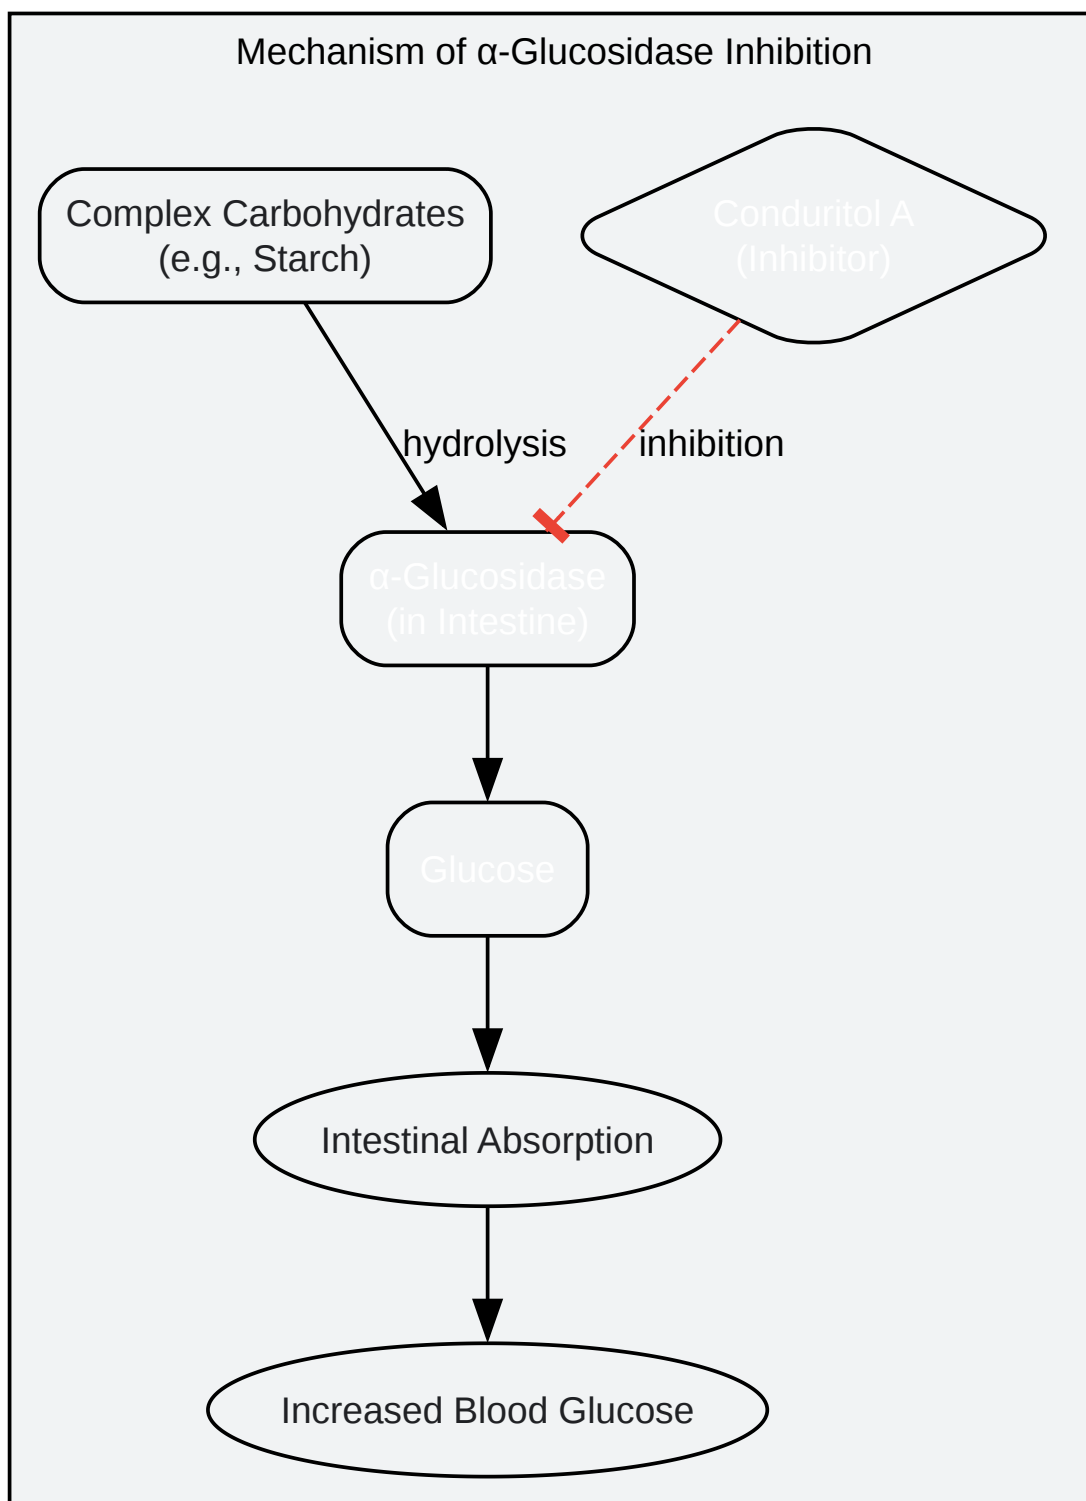 Mechanism of α-Glucosidase Inhibition
Complex Carbohydrates
(e.g., Starch)
Conduritol A
(Inhibitor)
hydrolysis
inhibition
α-Glucosidase
(in Intestine)
Glucose
Intestinal Absorption
Increased Blood Glucose